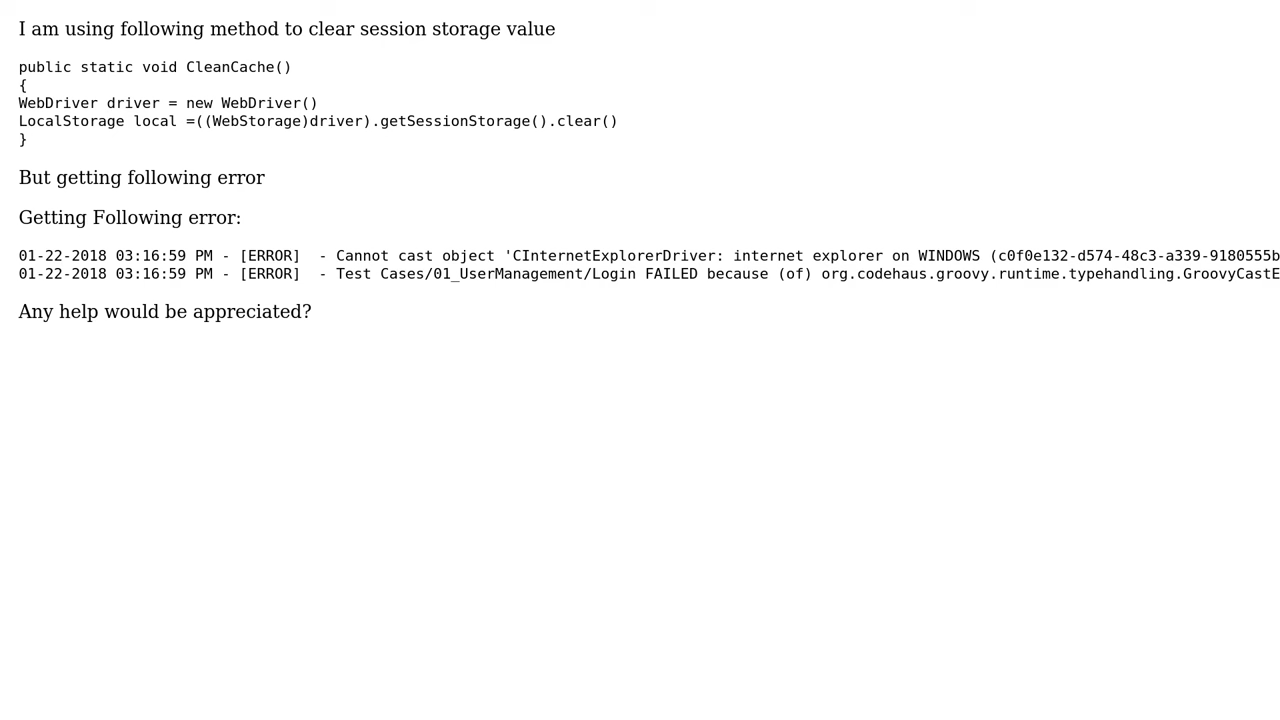 I am using following method to clear session storage value
public static void CleanCache()
{
WebDriver driver = new WebDriver()
LocalStorage local =((WebStorage)driver).getSessionStorage().clear()
}
But getting following error
Getting Following error:
01-22-2018 03:16:59 PM - [ERROR]  - Cannot cast object 'CInternetExplorerDriver: internet explorer on WINDOWS (c0f0e132-d574-48c3-a339-9180555b
01-22-2018 03:16:59 PM - [ERROR]  - Test Cases/01_UserManagement/Login FAILED because (of) org.codehaus.groovy.runtime.typehandling.GroovyCastE
Any help would be appreciated?